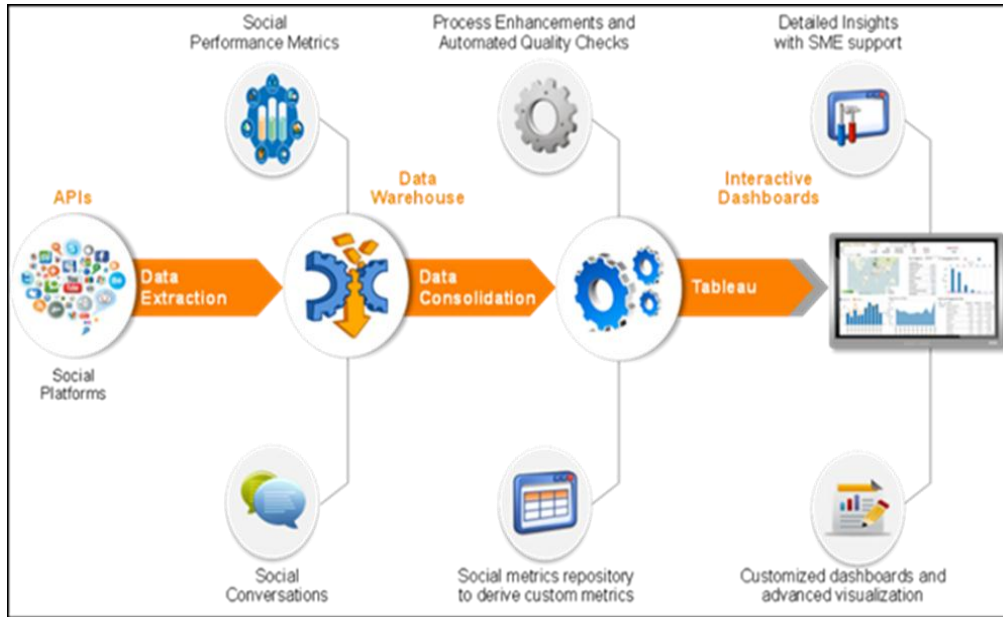 Social
Performance Metrics
Process Enhancements and
Automated Quality Checks
Detailed Insights
with SME support
APIs
Data
Warehouse
Interactive
Dashboards
Data
Extraction
Data
Consolidation
Tableau
Social
Platforms
Social
Conversations
Social metrics repository
to derive custom metrics
Customized dashboards and
advanced visualization